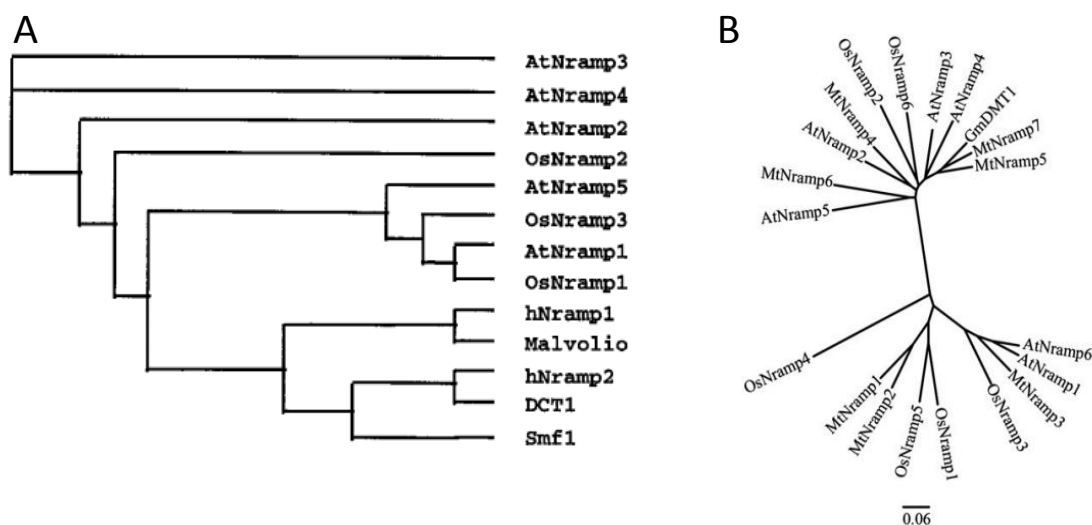 A
AtNramp3
AtNramp4
AtNramp2
OsNramp2
AtNramp5
OsNramp3
AtNramp1
OsNramp1
hNramp1
Malvolio
hNramp2
DCT1
Smf1
B
OsNramp2
OsNramp6
AtNramp3
AtNramp4
GmDMT1
MtNramp7
MtNramp5
MtNramp4
AtNramp2
MtNramp6
AtNramp5
OsNramp4
MtNramp1
MtNramp2
OsNramp5
OsNramp1
OsNramp3
MtNramp3
AtNramp1
AtNramp6
0.06